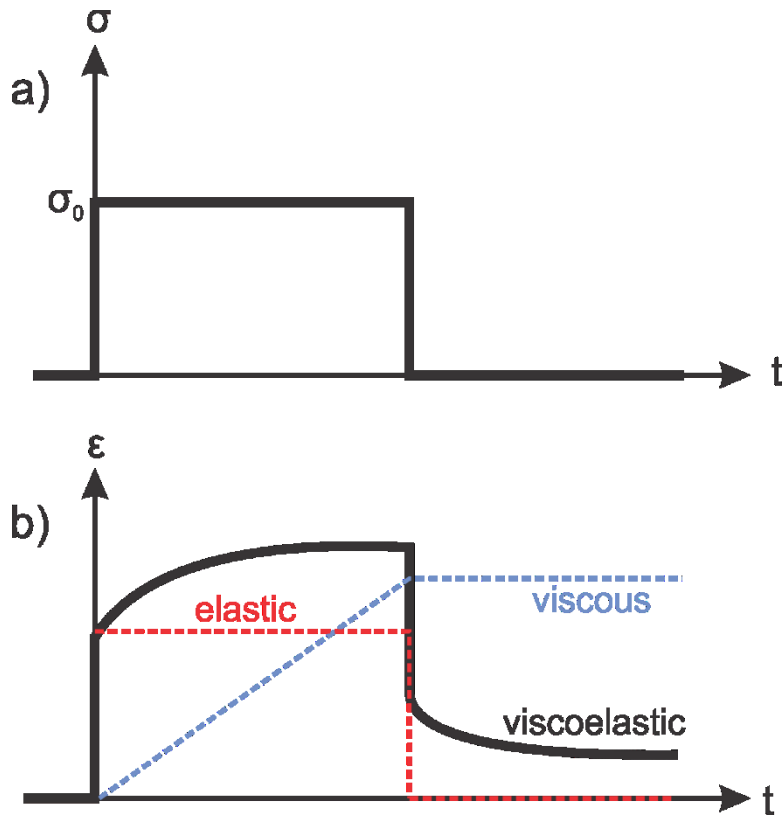 σ
a)
σ₀
t
ε
b)
elastic
viscous
viscoelastic
t